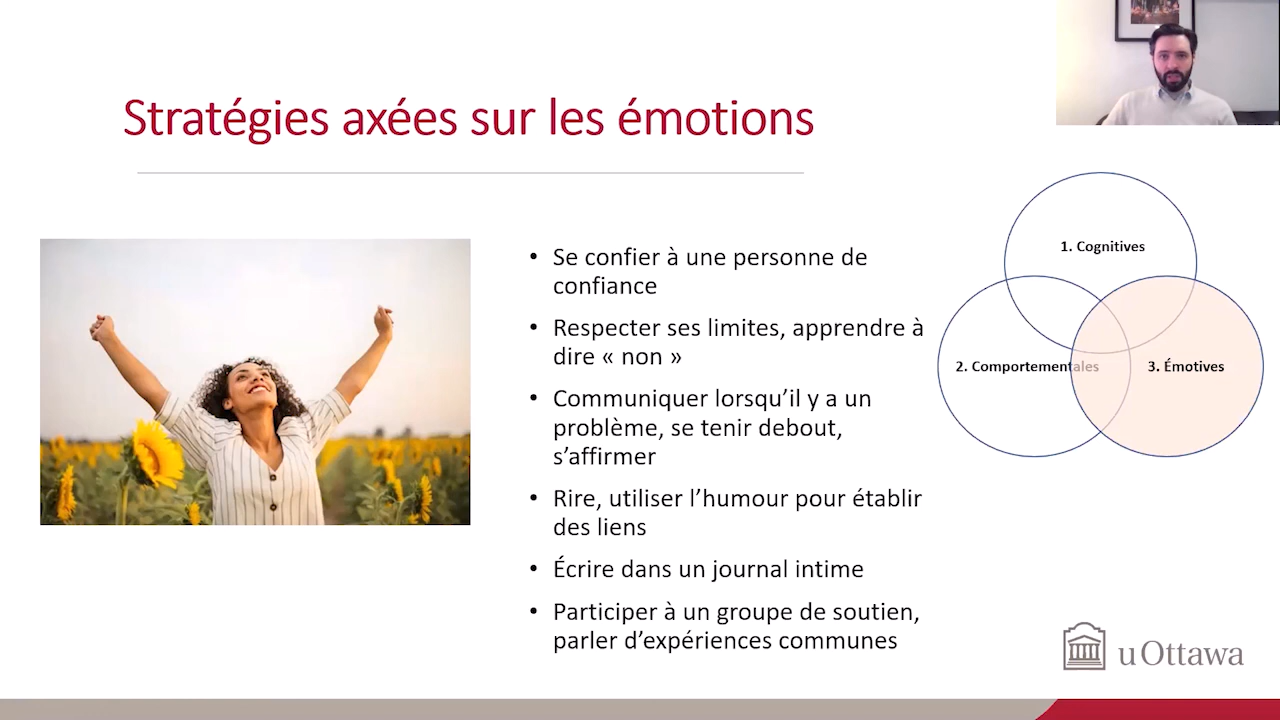 Stratégies axées sur les émotions
• Se confier à une personne de
confiance
• Respecter ses limites, apprendre à
dire « non »
• Communiquer lorsqu’il y a un
problème, se tenir debout,
s’affirmer
• Rire, utiliser l’humour pour établir
des liens
• Écrire dans un journal intime
• Participer à un groupe de soutien,
parler d’expériences communes
1. Cognitives
2. Comportementales
3. Émotives
uOttawa